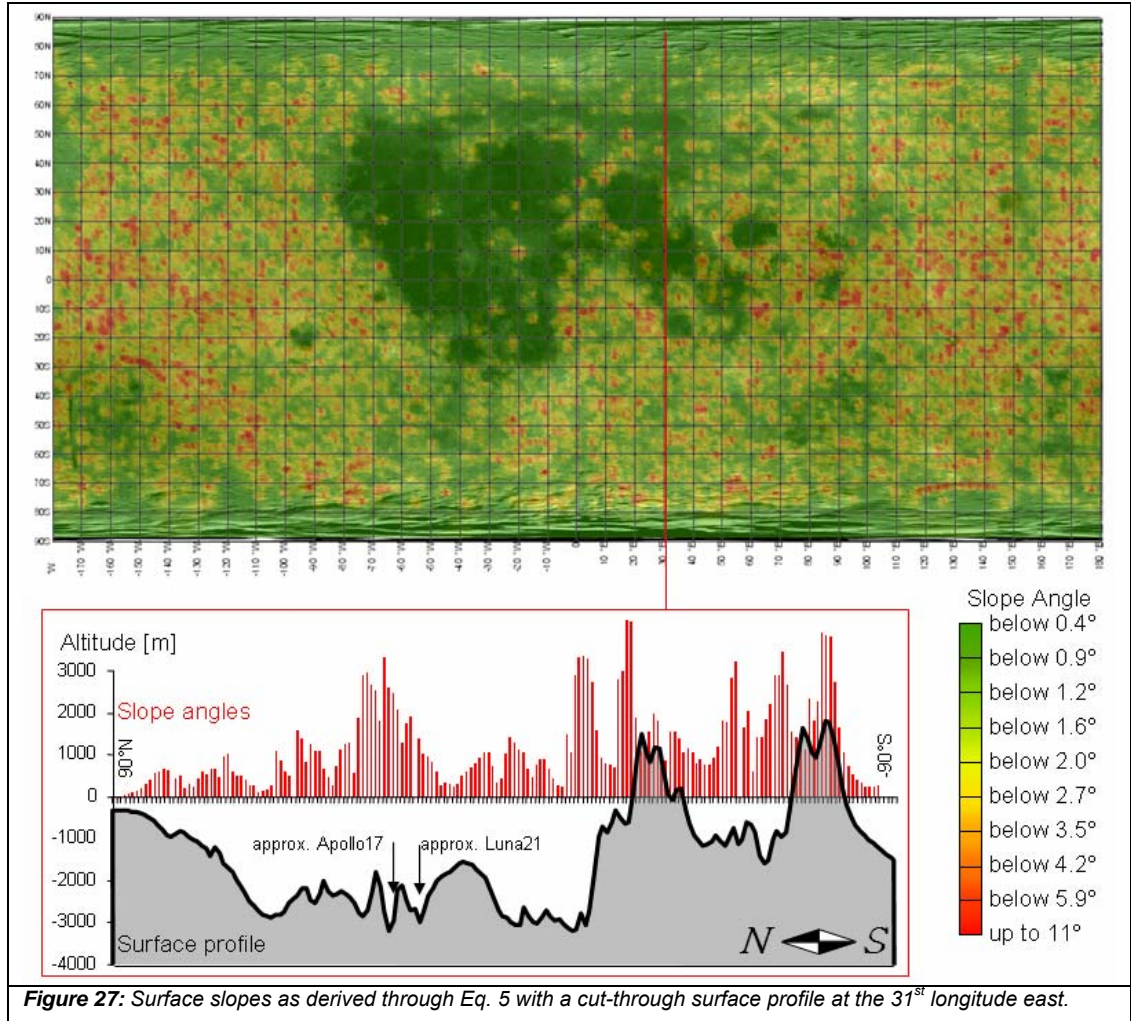 90N
80N
70N
60N
50N
40N
30N
20N
10N
0
10S
20S
30S
40S
50S
60S
70S
80S
90S
W -170 W -160 W -150 W -140 W -130 W -120 W -110 W -100 W -90 W -80 W -70 W -60 W -50 W -40 W -30 W -20 W -10 W 0 10 E 20 E 30 E 40 E 50 E 60 E 70 E 80 E 90 E 100 E 110 E 120 E 130 E 140 E 150 E 160 E 170 E 180 E
Altitude [m]
3000
2000
1000
0
-1000
-2000
-3000
-4000
Slope angles
90°N
-90°S
approx. Apollo17
approx. Luna21
Surface profile
N S
Slope Angle
below 0.4°
below 0.9°
below 1.2°
below 1.6°
below 2.0°
below 2.7°
below 3.5°
below 4.2°
below 5.9°
up to 11°
Figure 27: Surface slopes as derived through Eq. 5 with a cut-through surface profile at the 31st longitude east.